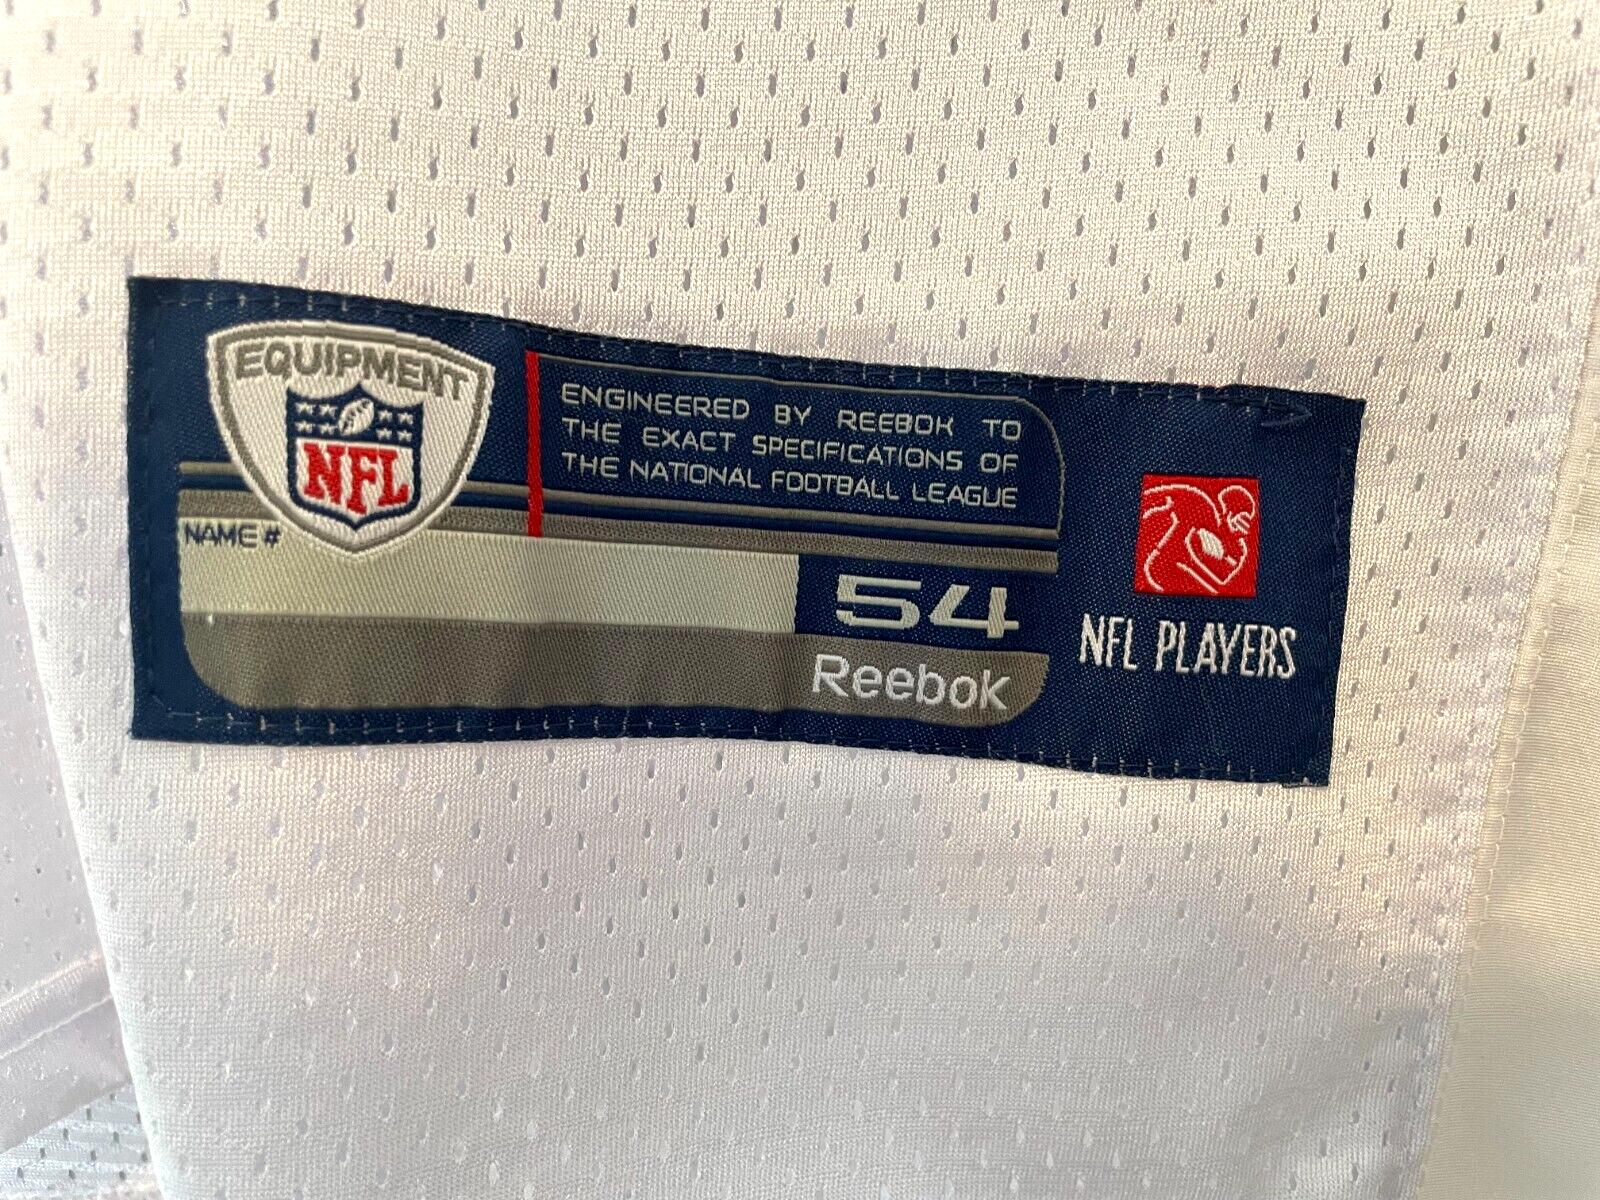 EQUIPMENT
NFL
ENGINEERED BY REEBOK TO
THE EXACT SPECIFICATIONS OF
THE NATIONAL FOOTBALL LEAGUE
NAME #
54
Reebok
NFL PLAYERS